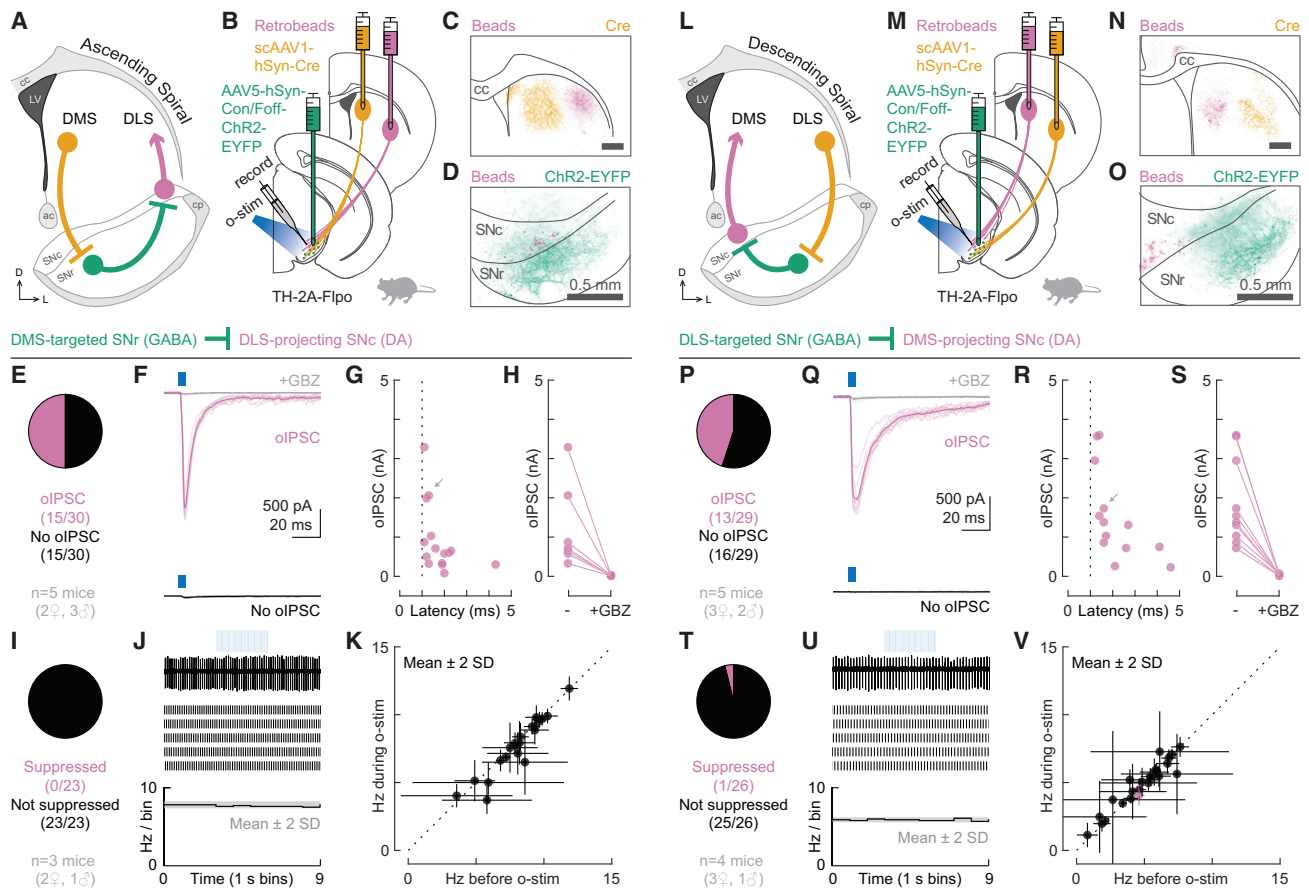 A
Ascending Spiral
cc
LV
DMS
DLS
ac
cp
SNc
SNr
D
L
B
Retrobeads
scAAV1-
hSyn-Cre
AAV5-hSyn-
Con/Foff-
ChR2-
EYFP
record
o-stim
TH-2A-Flpo
C
Beads
Cre
cc
D
Beads
ChR2-EYFP
SNc
SNr
0.5 mm
DMS-targeted SNr (GABA)
DLS-projecting SNc (DA)
E
oIPSC
(15/30)
No oIPSC
(15/30)
n=5 mice
(2♀, 3♂)
F
+GBZ
oIPSC
500 pA
20 ms
No oIPSC
G
5
oIPSC (nA)
0
0
Latency (ms)
5
H
5
oIPSC (nA)
0
-
+GBZ
I
Suppressed
(0/23)
Not suppressed
(23/23)
n=3 mice
(2♀, 1♂)
J
10
Hz / bin
0
Mean ± 2 SD
0
Time (1 s bins)
9
K
15
Mean ± 2 SD
Hz during o-stim
0
0
Hz before o-stim
15
L
Descending Spiral
cc
LV
DMS
DLS
ac
cp
SNc
SNr
D
L
M
Retrobeads
scAAV1-
hSyn-Cre
AAV5-hSyn-
Con/Foff-
ChR2-
EYFP
record
o-stim
TH-2A-Flpo
N
Beads
Cre
cc
O
Beads
ChR2-EYFP
SNc
SNr
0.5 mm
DLS-targeted SNr (GABA)
DMS-projecting SNc (DA)
P
oIPSC
(13/29)
No oIPSC
(16/29)
n=5 mice
(3♀, 2♂)
Q
+GBZ
oIPSC
500 pA
20 ms
No oIPSC
R
5
oIPSC (nA)
0
0
Latency (ms)
5
S
5
oIPSC (nA)
0
-
+GBZ
T
Suppressed
(1/26)
Not suppressed
(25/26)
n=4 mice
(3♀, 1♂)
U
10
Hz / bin
0
Mean ± 2 SD
0
Time (1 s bins)
9
V
15
Mean ± 2 SD
Hz during o-stim
0
0
Hz before o-stim
15